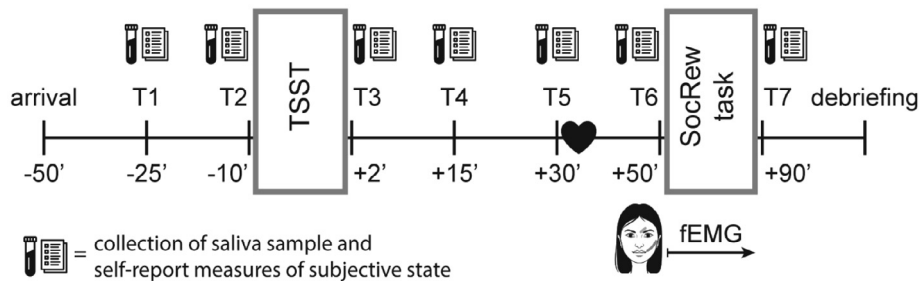 arrival T1 T2 T3 T4 T5 T6 T7 debriefing
TSST
SocRew
task
-50' -25' -10' +2' +15' +30' +50' +90'
fEMG
= collection of saliva sample and
self-report measures of subjective state